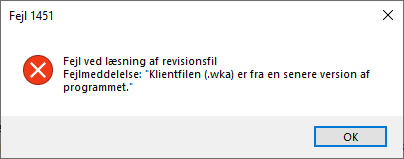 Fejl 1451
Fejl ved læsning af revisionsfil
Fejlmeddelelse: "Klientfilen (.wka) er fra en senere version af
programmet."
OK